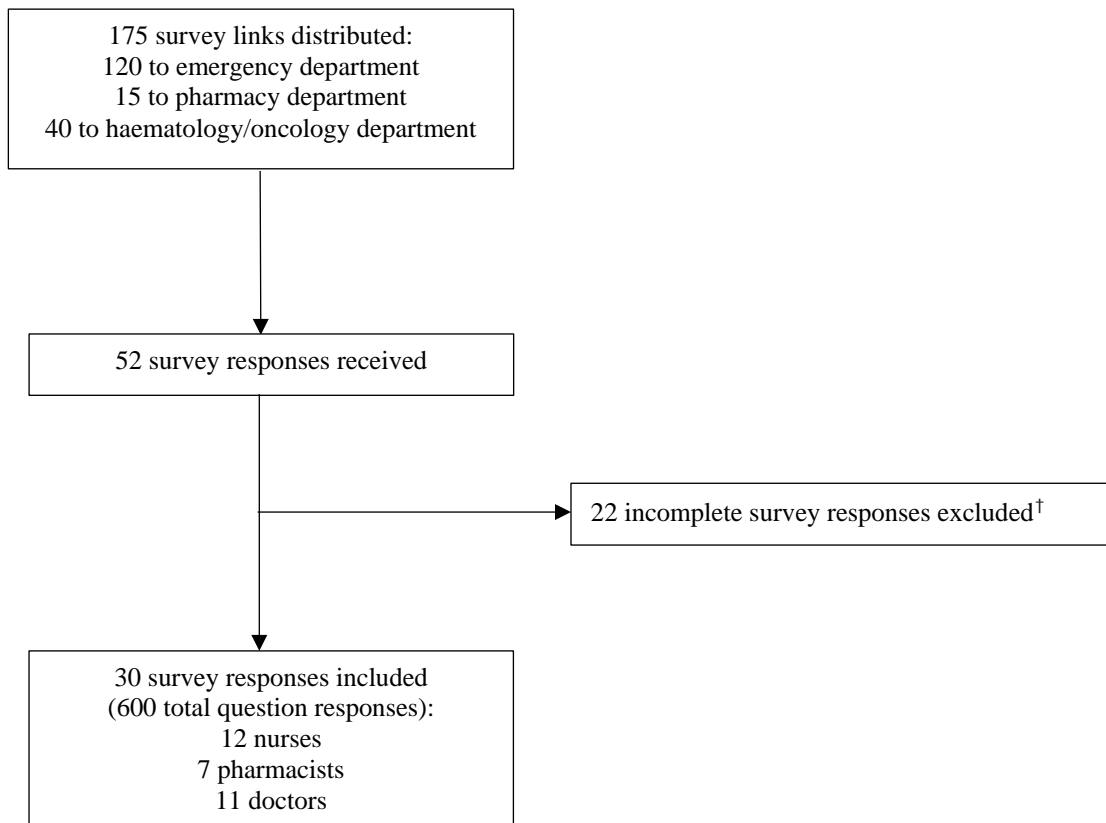 175 survey links distributed:
120 to emergency department
15 to pharmacy department
40 to haematology/oncology department
52 survey responses received
22 incomplete survey responses excluded†
30 survey responses included
(600 total question responses):
12 nurses
7 pharmacists
11 doctors